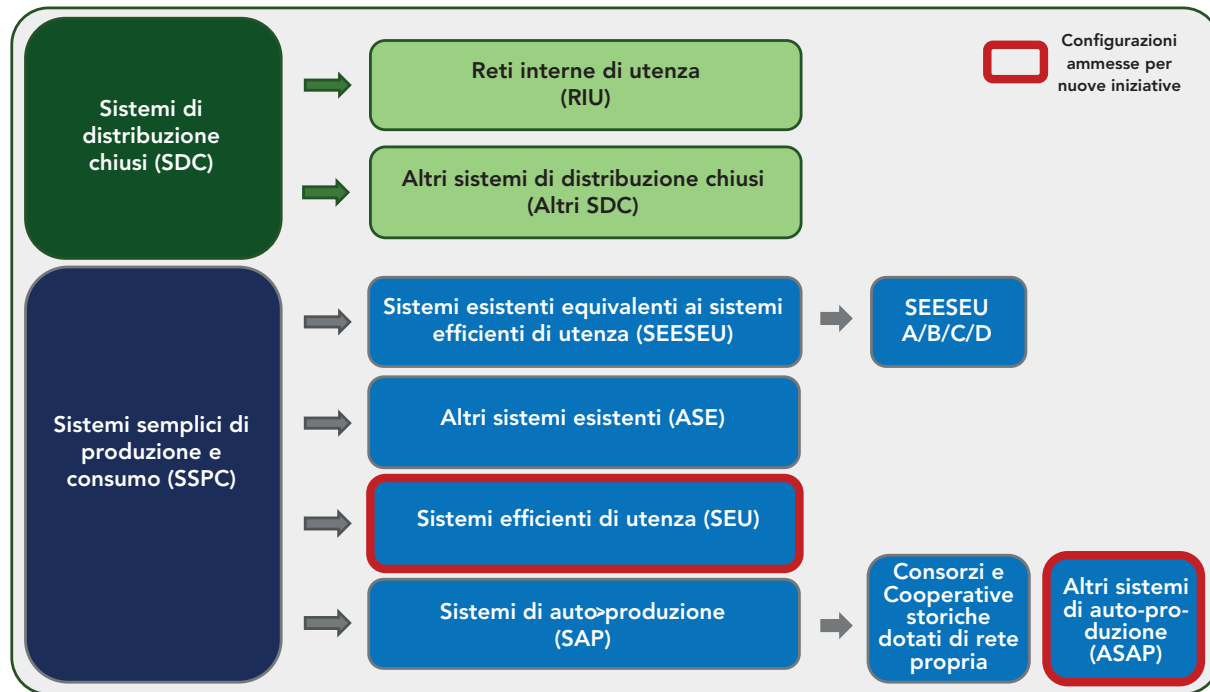 Sistemi di
distribuzione
chiusi (SDC)
Reti interne di utenza
(RIU)
Configurazioni
ammesse per
nuove iniziative
Altri sistemi di distribuzione chiusi
(Altri SDC)
Sistemi semplici di
produzione e
consumo (SSPC)
Sistemi esistenti equivalenti ai sistemi
efficienti di utenza (SEESEU)
SEESEU
A/B/C/D
Altri sistemi esistenti (ASE)
Sistemi efficienti di utenza (SEU)
Sistemi di auto>produzione
(SAP)
Consorzi e
Cooperative
storiche
dotati di rete
propria
Altri sistemi
di auto-pro-
duzione
(ASAP)